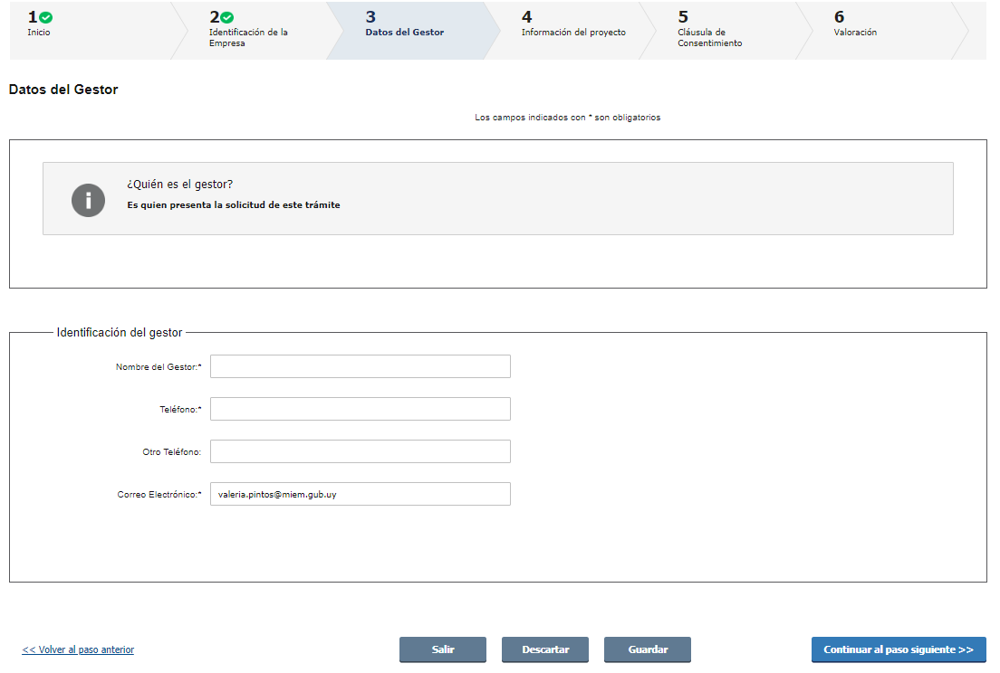 1
Inicio
2
Identificación de la
Empresa
3
Datos del Gestor
4
Información del proyecto
5
Cláusula de
Consentimiento
6
Valoración
Datos del Gestor
Los campos indicados con * son obligatorios
¿Quién es el gestor?
Es quien presenta la solicitud de este trámite
Identificación del gestor
Nombre del Gestor:*
Teléfono:*
Otro Teléfono:
Correo Electrónico:* valeria.pintos@miem.gub.uy
<< Volver al paso anterior
Salir
Descartar
Guardar
Continuar al paso siguiente >>